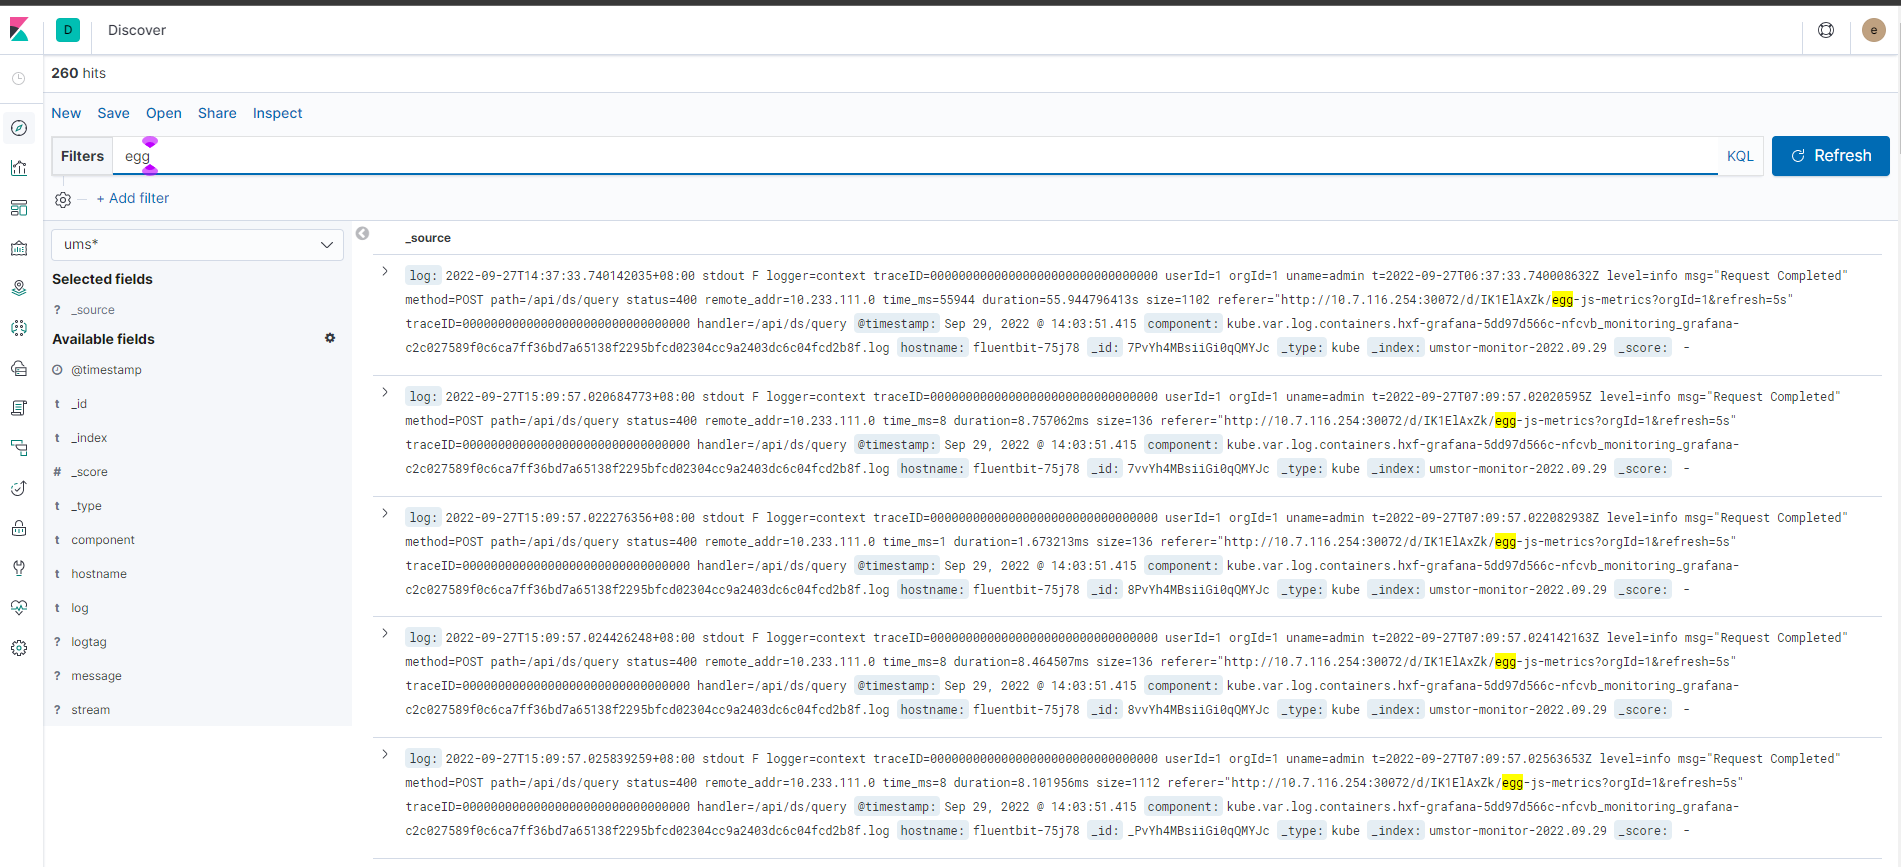 D Discover e
260 hits
New Save Open Share Inspect
Filters egg KQL Refresh
+ Add filter
ums*
Selected fields
? _source
Available fields
@timestamp
t _id
t _index
# _score
t _type
t component
t hostname
t log
? logtag
? message
? stream
_source
log: 2022-09-27T14:37:33.740142035+08:00 stdout F logger=context traceID=00000000000000000000000000000000 userId=1 orgId=1 uname=admin t=2022-09-27T06:37:33.740008632Z level=info msg="Request Completed"
method=POST path=/api/ds/query status=400 remote_addr=10.233.111.0 time_ms=55944 duration=55.944796413s size=1102 referer="http://10.7.116.254:30072/d/IK1ElAxZk/egg-js-metrics?orgId=1&refresh=5s"
traceID=00000000000000000000000000000000 handler=/api/ds/query @timestamp: Sep 29, 2022 @ 14:03:51.415 component: kube.var.log.containers.hxf-grafana-5dd97d566c-nfcvb_monitoring_grafana-
c2c027589f0c6ca7ff36bd7a65138f2295bfcd02304cc9a2403dc6c04fcd2b8f.log hostname: fluentbit-75j78 _id: 7PvYh4MBsiiGi0qQMYJc _type: kube _index: umstor-monitor-2022.09.29 _score: -
log: 2022-09-27T15:09:57.020684773+08:00 stdout F logger=context traceID=00000000000000000000000000000000 userId=1 orgId=1 uname=admin t=2022-09-27T07:09:57.02020595Z level=info msg="Request Completed"
method=POST path=/api/ds/query status=400 remote_addr=10.233.111.0 time_ms=8 duration=8.757062ms size=136 referer="http://10.7.116.254:30072/d/IK1ElAxZk/egg-js-metrics?orgId=1&refresh=5s"
traceID=00000000000000000000000000000000 handler=/api/ds/query @timestamp: Sep 29, 2022 @ 14:03:51.415 component: kube.var.log.containers.hxf-grafana-5dd97d566c-nfcvb_monitoring_grafana-
c2c027589f0c6ca7ff36bd7a65138f2295bfcd02304cc9a2403dc6c04fcd2b8f.log hostname: fluentbit-75j78 _id: 7vvYh4MBsiiGi0qQMYJc _type: kube _index: umstor-monitor-2022.09.29 _score: -
log: 2022-09-27T15:09:57.022276356+08:00 stdout F logger=context traceID=00000000000000000000000000000000 userId=1 orgId=1 uname=admin t=2022-09-27T07:09:57.022082938Z level=info msg="Request Completed"
method=POST path=/api/ds/query status=400 remote_addr=10.233.111.0 time_ms=1 duration=1.673213ms size=136 referer="http://10.7.116.254:30072/d/IK1ElAxZk/egg-js-metrics?orgId=1&refresh=5s"
traceID=00000000000000000000000000000000 handler=/api/ds/query @timestamp: Sep 29, 2022 @ 14:03:51.415 component: kube.var.log.containers.hxf-grafana-5dd97d566c-nfcvb_monitoring_grafana-
c2c027589f0c6ca7ff36bd7a65138f2295bfcd02304cc9a2403dc6c04fcd2b8f.log hostname: fluentbit-75j78 _id: 8PvYh4MBsiiGi0qQMYJc _type: kube _index: umstor-monitor-2022.09.29 _score: -
log: 2022-09-27T15:09:57.024426248+08:00 stdout F logger=context traceID=00000000000000000000000000000000 userId=1 orgId=1 uname=admin t=2022-09-27T07:09:57.024142163Z level=info msg="Request Completed"
method=POST path=/api/ds/query status=400 remote_addr=10.233.111.0 time_ms=8 duration=8.464507ms size=136 referer="http://10.7.116.254:30072/d/IK1ElAxZk/egg-js-metrics?orgId=1&refresh=5s"
traceID=00000000000000000000000000000000 handler=/api/ds/query @timestamp: Sep 29, 2022 @ 14:03:51.415 component: kube.var.log.containers.hxf-grafana-5dd97d566c-nfcvb_monitoring_grafana-
c2c027589f0c6ca7ff36bd7a65138f2295bfcd02304cc9a2403dc6c04fcd2b8f.log hostname: fluentbit-75j78 _id: 8vvYh4MBsiiGi0qQMYJc _type: kube _index: umstor-monitor-2022.09.29 _score: -
log: 2022-09-27T15:09:57.025839259+08:00 stdout F logger=context traceID=00000000000000000000000000000000 userId=1 orgId=1 uname=admin t=2022-09-27T07:09:57.02563653Z level=info msg="Request Completed"
method=POST path=/api/ds/query status=400 remote_addr=10.233.111.0 time_ms=8 duration=8.101956ms size=1112 referer="http://10.7.116.254:30072/d/IK1ElAxZk/egg-js-metrics?orgId=1&refresh=5s"
traceID=00000000000000000000000000000000 handler=/api/ds/query @timestamp: Sep 29, 2022 @ 14:03:51.415 component: kube.var.log.containers.hxf-grafana-5dd97d566c-nfcvb_monitoring_grafana-
c2c027589f0c6ca7ff36bd7a65138f2295bfcd02304cc9a2403dc6c04fcd2b8f.log hostname: fluentbit-75j78 _id: _PvYh4MBsiiGi0qQMYJc _type: kube _index: umstor-monitor-2022.09.29 _score: -